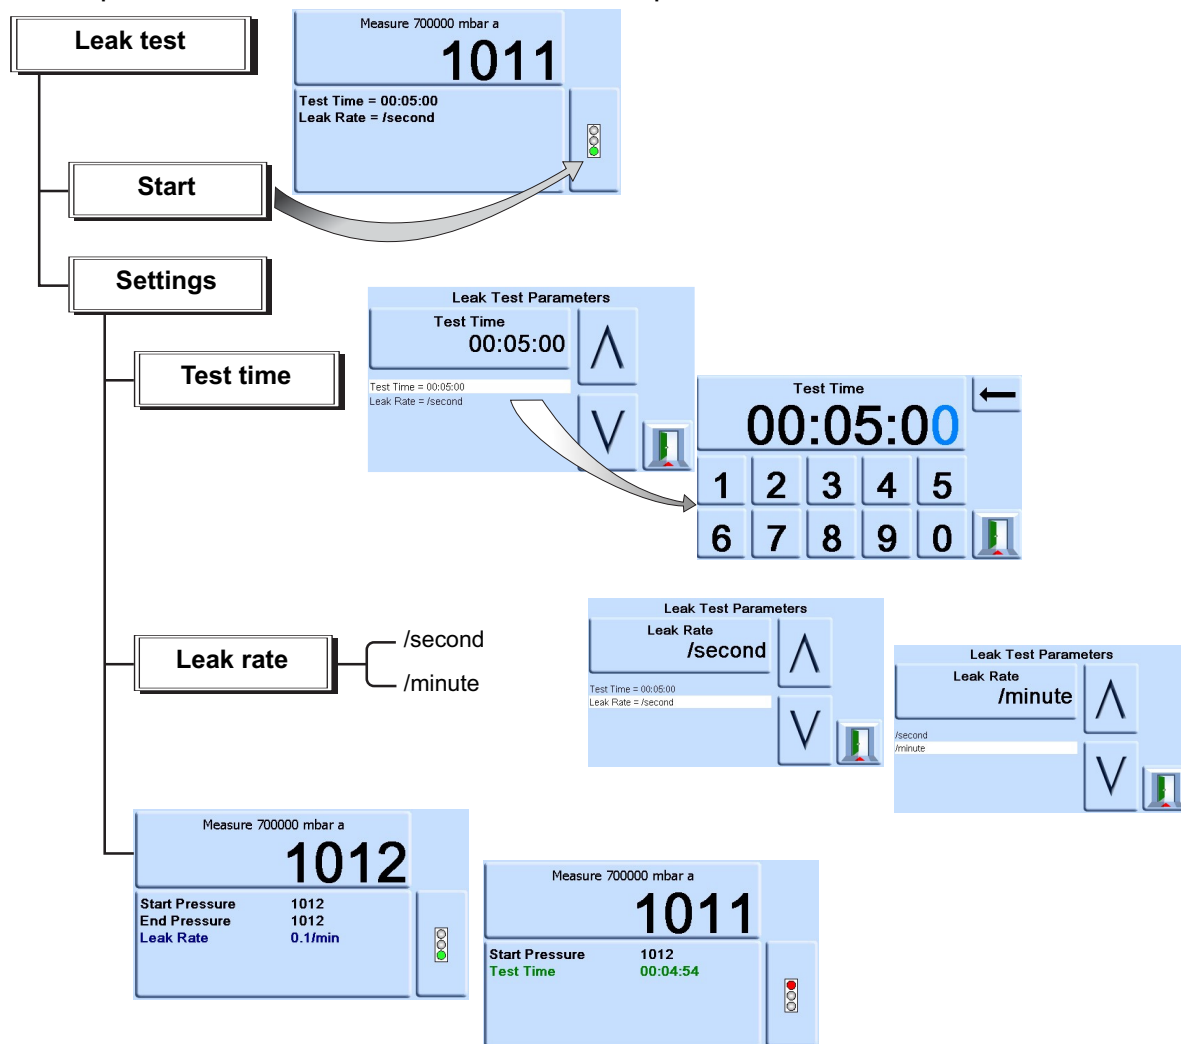 Leak test
Measure 700000 mbar a
1011
Test Time = 00:05:00
Leak Rate = /second
Start
Settings
Leak Test Parameters
Test Time
00:05:00
Test Time = 00:05:00
Leak Rate = /second
Test time
Test Time
00:05:00
1 2 3 4 5
6 7 8 9 0
Leak rate
/second
/minute
Leak Test Parameters
Leak Rate
/second
Test Time = 00:05:00
Leak Rate = /second
Leak Test Parameters
Leak Rate
/minute
/second
/minute
Measure 700000 mbar a
1012
Start Pressure 1012
End Pressure 1012
Leak Rate 0.1/min
Measure 700000 mbar a
1011
Start Pressure 1012
Test Time 00:04:54